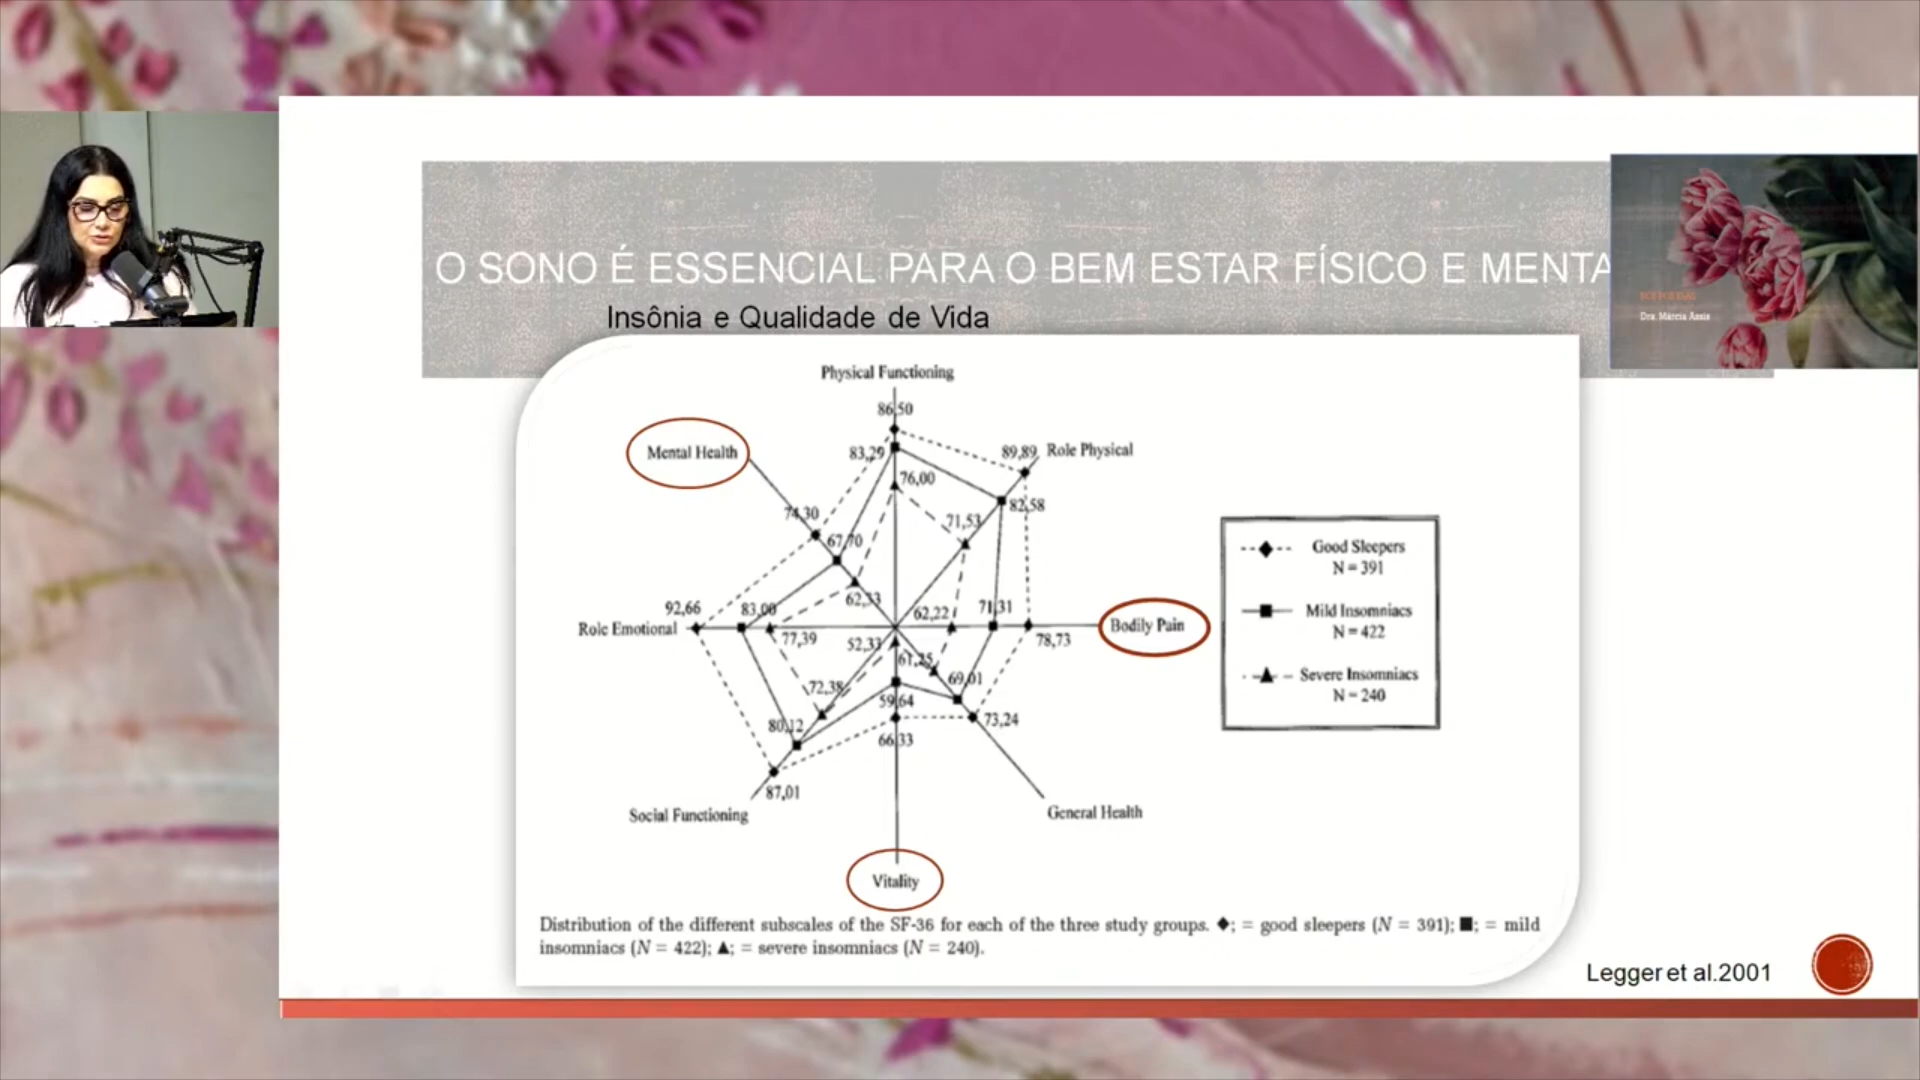 O SONO É ESSENCIAL PARA O BEM ESTAR FÍSICO E MENTA
Insônia e Qualidade de Vida
Dra. Márcia Assis
Physical Functioning
86,50
Mental Health
83,29
89,89
Role Physical
76,00
82,58
74,30
71,53
67,70
Good Sleepers
N = 391
62,33
92,66
83,00
62,22
71,31
Mild Insomniacs
N = 422
Role Emotional
77,39
52,33
78,73
Bodily Pain
61,25
69,01
Severe Insomniacs
N = 240
72,38
59,64
80,12
73,24
66,33
87,01
Social Functioning
General Health
Vitality
Distribution of the different subscales of the SF-36 for each of the three study groups. ◆; = good sleepers (N = 391); ■; = mild
insomniacs (N = 422); ▲; = severe insomniacs (N = 240).
Legger et al.2001